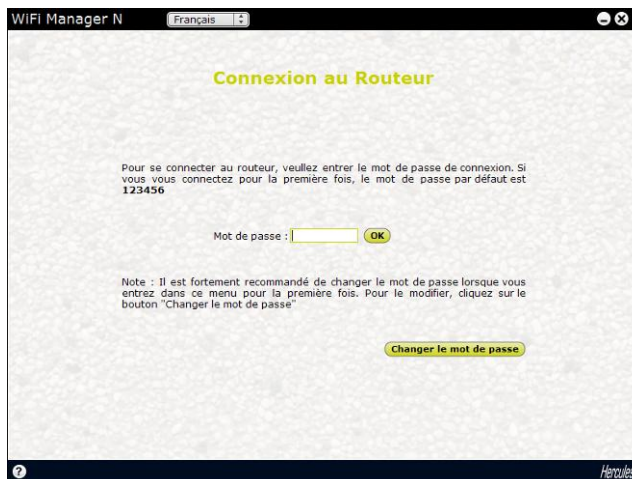 WiFi Manager N
Français
Connexion au Routeur
Pour se connecter au routeur, veullez entrer le mot de passe de connexion. Si
vous vous connectez pour la première fois, le mot de passe par défaut est
123456
Mot de passe :
OK
Note : Il est fortement recommandé de changer le mot de passe lorsque vous
entrez dans ce menu pour la première fois. Pour le modifier, cliquez sur le
bouton "Changer le mot de passe"
Changer le mot de passe
?
Hercules